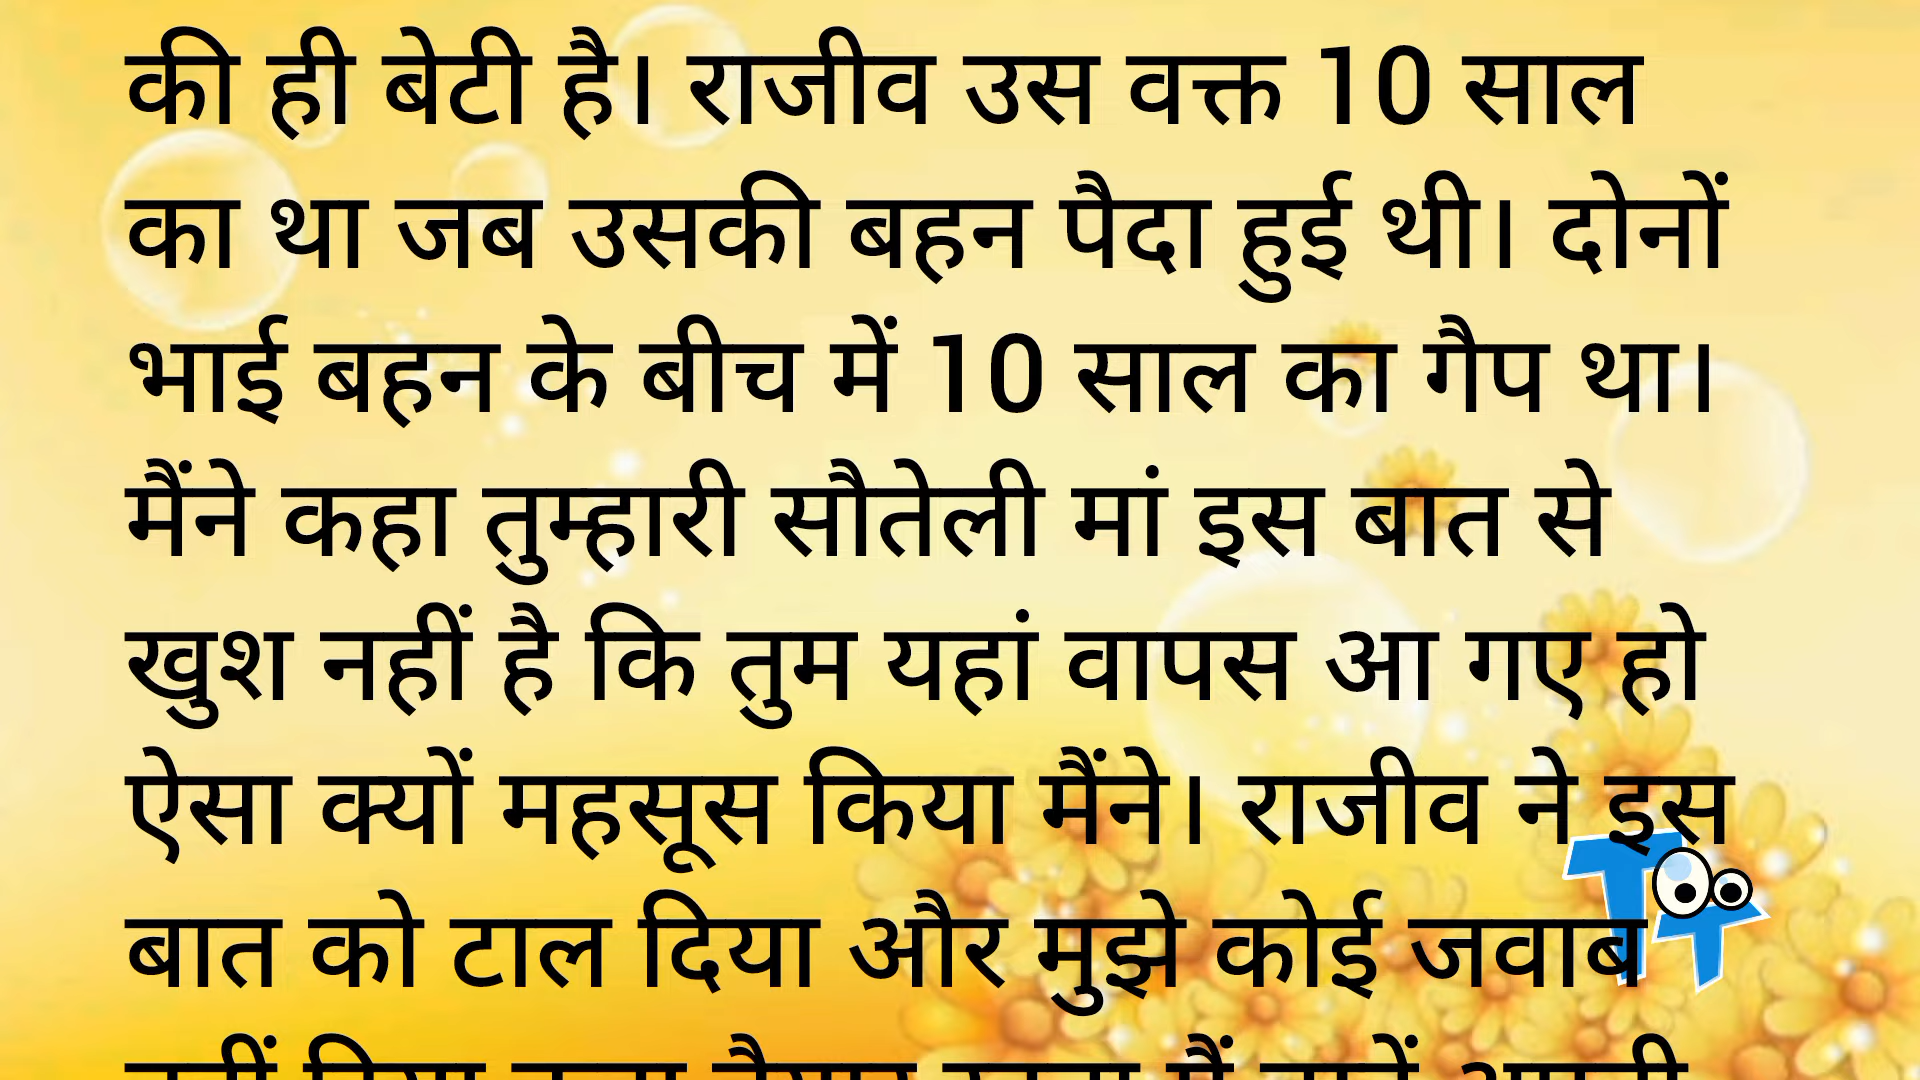 की ही बेटी है। राजीव उस वक्त 10 साल
का था जब उसकी बहन पैदा हुई थी। दोनों
भाई बहन के बीच में 10 साल का गैप था।
मैंने कहा तुम्हारी सौतेली मां इस बात से
खुश नहीं है कि तुम यहां वापस आ गए हो
ऐसा क्यों महसूस किया मैंने। राजीव ने इस
बात को टाल दिया और मुझे कोई जवाब
TT